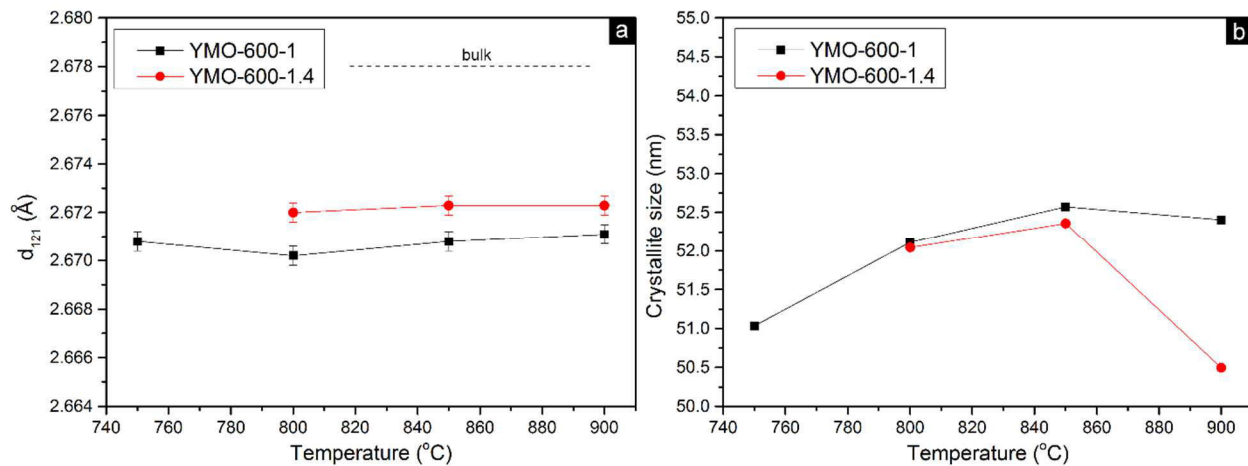 a
YMO-600-1
YMO-600-1.4
bulk
2.680
2.678
2.676
2.674
2.672
2.670
2.668
2.666
2.664
d121 (Å)
740 760 780 800 820 840 860 880 900
Temperature (oC)
b
YMO-600-1
YMO-600-1.4
55.0
54.5
54.0
53.5
53.0
52.5
52.0
51.5
51.0
50.5
50.0
Crystallite size (nm)
740 760 780 800 820 840 860 880 900
Temperature (oC)